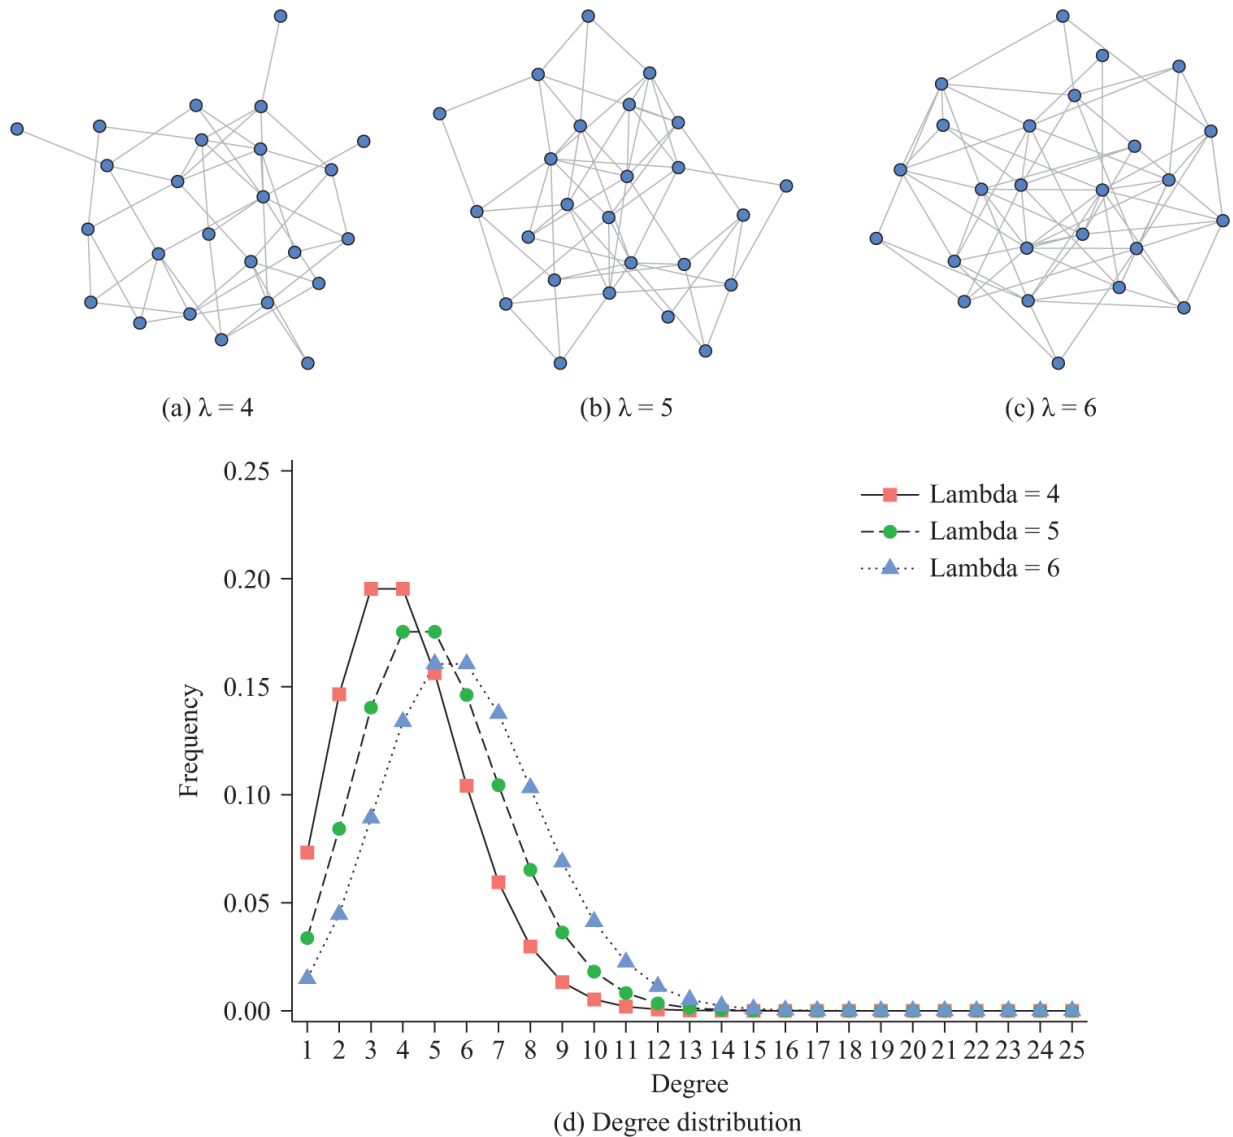 (a) λ = 4
(b) λ = 5
(c) λ = 6
0.25
0.20
0.15
0.10
0.05
0.00
Frequency
Lambda = 4
Lambda = 5
Lambda = 6
1 2 3 4 5 6 7 8 9 10 11 12 13 14 15 16 17 18 19 20 21 22 23 24 25
Degree
(d) Degree distribution